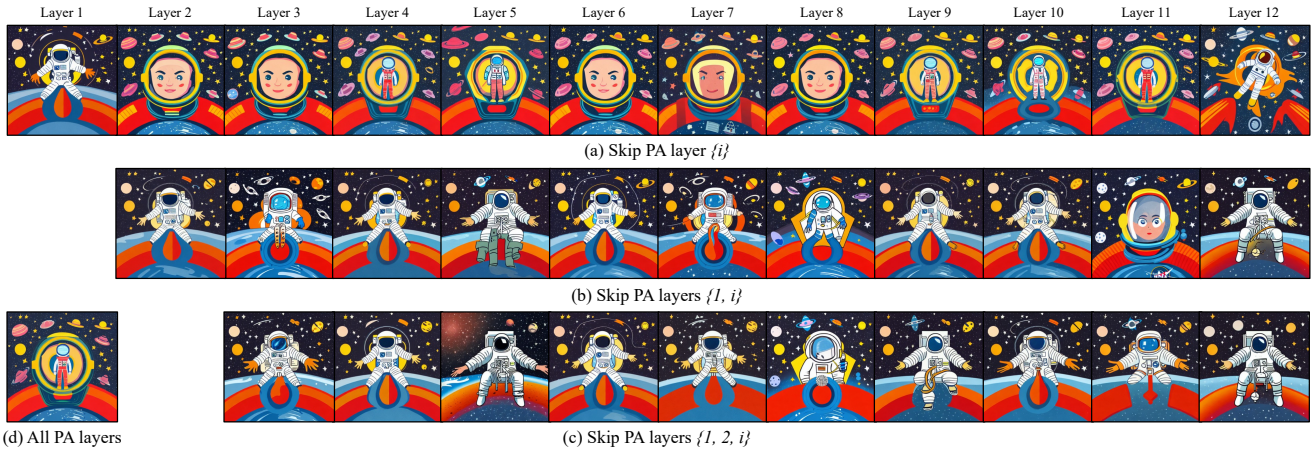 Layer 1 Layer 2 Layer 3 Layer 4 Layer 5 Layer 6 Layer 7 Layer 8 Layer 9 Layer 10 Layer 11 Layer 12
(a) Skip PA layer {i}
(b) Skip PA layers {1, i}
(d) All PA layers (c) Skip PA layers {1, 2, i}